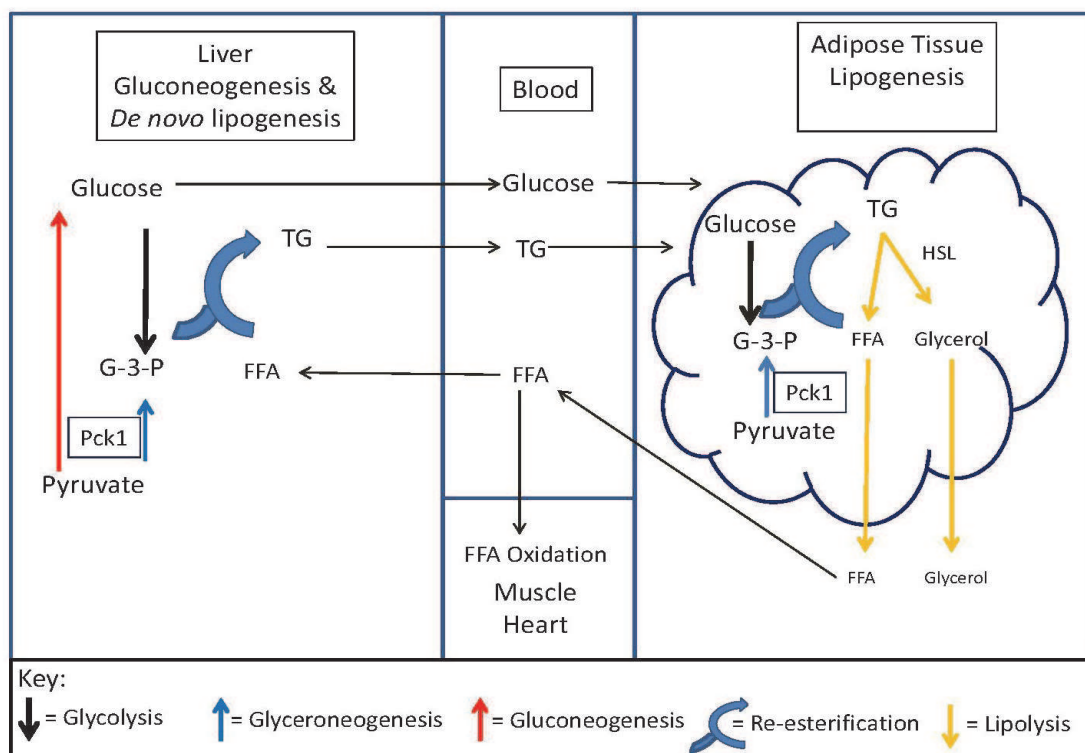 Liver
Gluconeogenesis &
De novo lipogenesis
Blood
Adipose Tissue
Lipogenesis
Glucose
TG
G-3-P
FFA
Pck1
Pyruvate
Glucose
TG
FFA
FFA Oxidation
Muscle
Heart
Glucose
TG
HSL
G-3-P
FFA
Glycerol
Pck1
Pyruvate
FFA
Glycerol
Key:
= Glycolysis
= Glyceroneogenesis
= Gluconeogenesis
= Re-esterification
= Lipolysis